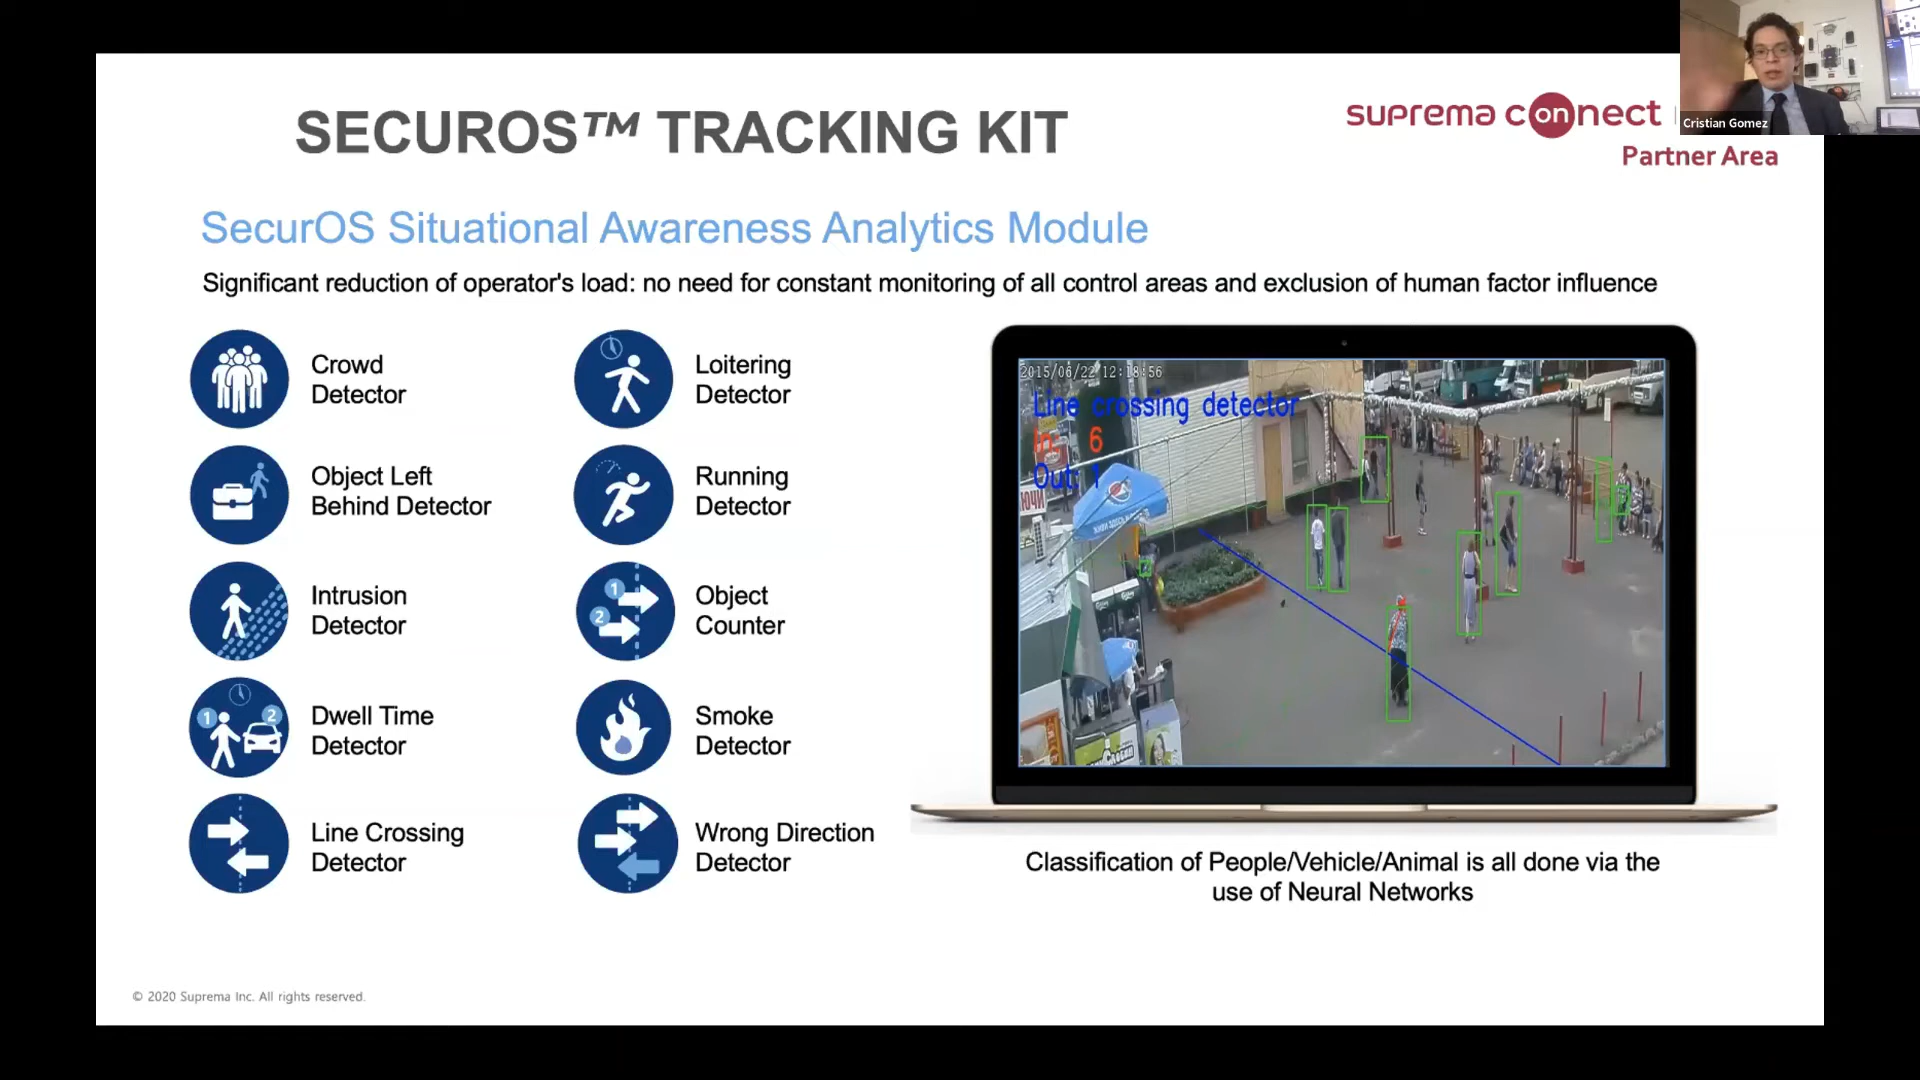 SECUROS™ TRACKING KIT
suprema connect
Partner Area
Cristian Gomez
SecurOS Situational Awareness Analytics Module
Significant reduction of operator's load: no need for constant monitoring of all control areas and exclusion of human factor influence
Crowd
Detector
Loitering
Detector
Object Left
Behind Detector
Running
Detector
Intrusion
Detector
1
2
Object
Counter
1
2
Dwell Time
Detector
Smoke
Detector
Line Crossing
Detector
Wrong Direction
Detector
2015/06/22 12:18:56
Line crossing detector
In: 6
Out: 1
Classification of People/Vehicle/Animal is all done via the
use of Neural Networks
© 2020 Suprema Inc. All rights reserved.